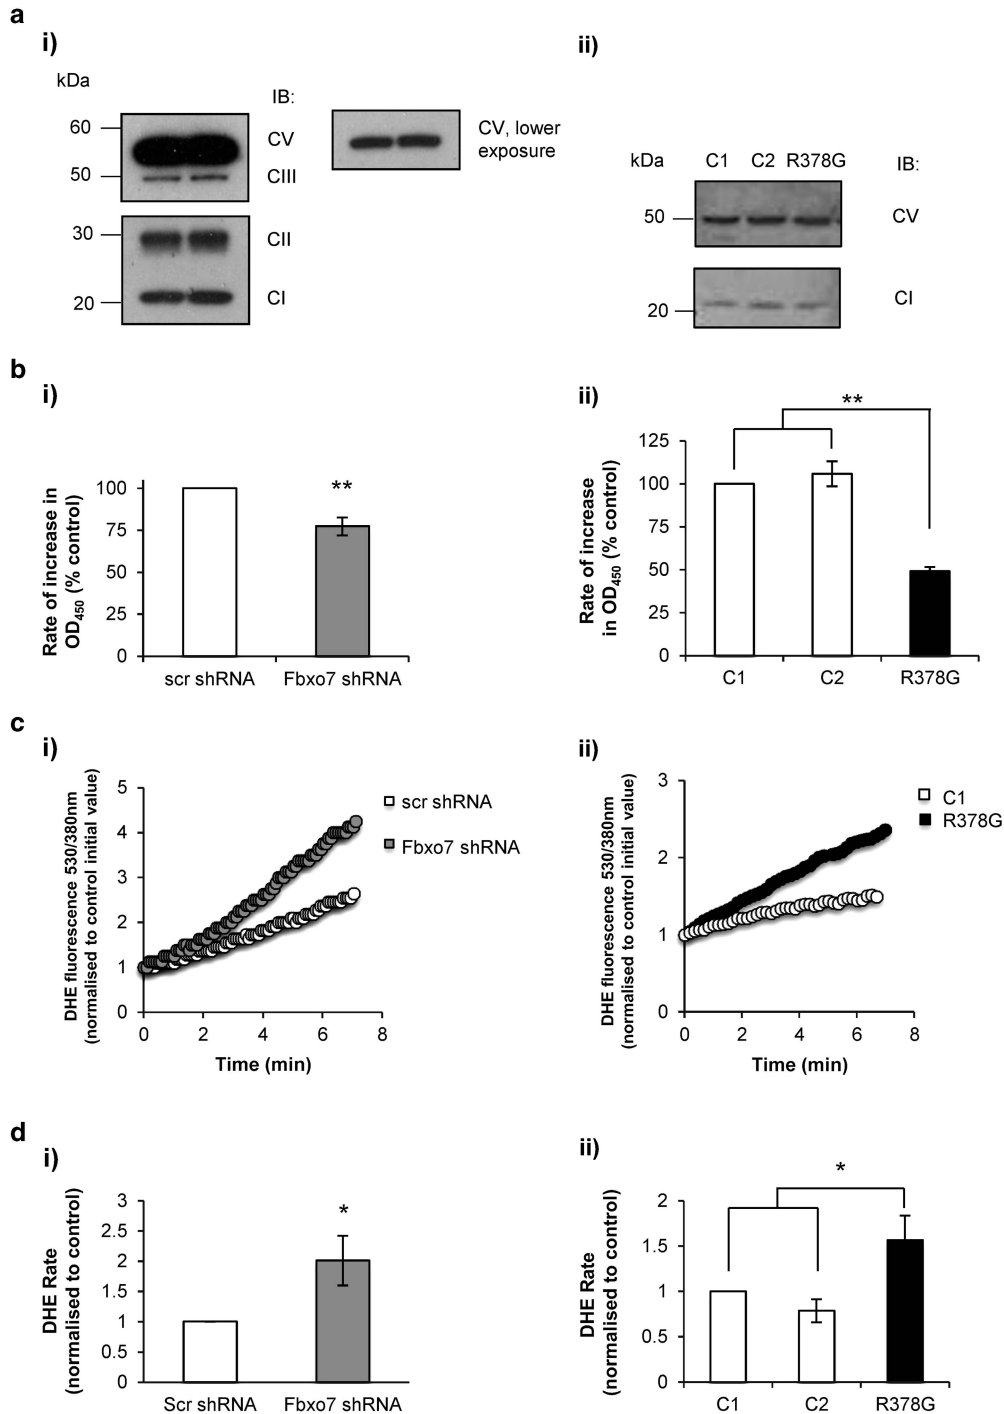 a
i)
kDa
IB:
60
CV
50
CIII
30
CII
20
CI
CV, lower
exposure
ii)
kDa
C1 C2 R378G
IB:
50
CV
20
CI
b
i)
Rate of increase in
OD450 (% control)
100
75
50
25
0
**
scr shRNA
Fbxo7 shRNA
ii)
Rate of increase
in OD450 (% control)
125
100
75
50
25
0
**
C1
C2
R378G
c
i)
DHE fluorescence 530/380nm
(normalised to control initial value)
5
4
3
2
1
0
0 2 4 6 8
Time (min)
scr shRNA
Fbxo7 shRNA
ii)
DHE fluorescence 530/380nm
(normalised to control initial value)
3
2
1
0
0 2 4 6 8
Time (min)
C1
R378G
d
i)
DHE Rate
(normalised to control)
3
2.5
2
1.5
1
0.5
0
*
Scr shRNA
Fbxo7 shRNA
ii)
DHE Rate
(normalised to control)
2
1.5
1
0.5
0
*
C1
C2
R378G